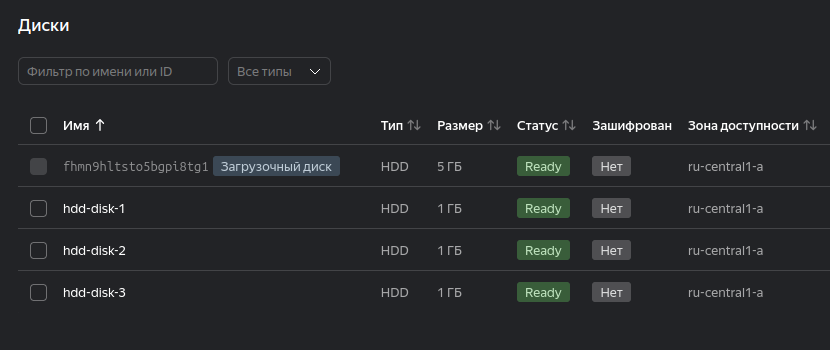 Диски
Фильтр по имени или ID Все типы
Имя Тип Размер Статус Зашифрован Зона доступности
fhmn9hltsto5bgpi8tg1 Загрузочный диск HDD 5 ГБ Ready Нет ru-central1-a
hdd-disk-1 HDD 1 ГБ Ready Нет ru-central1-a
hdd-disk-2 HDD 1 ГБ Ready Нет ru-central1-a
hdd-disk-3 HDD 1 ГБ Ready Нет ru-central1-a